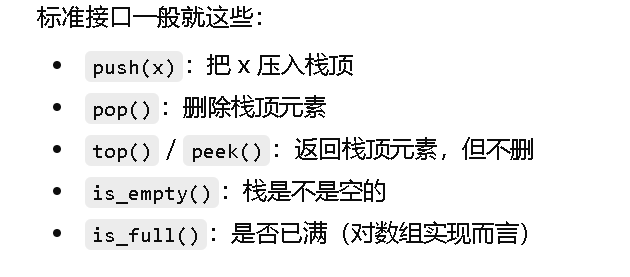 标准接口一般就这些：
• push(x)：把 x 压入栈顶
• pop()：删除栈顶元素
• top() / peek()：返回栈顶元素，但不删
• is_empty()：栈是不是空的
• is_full()：是否已满（对数组实现而言）